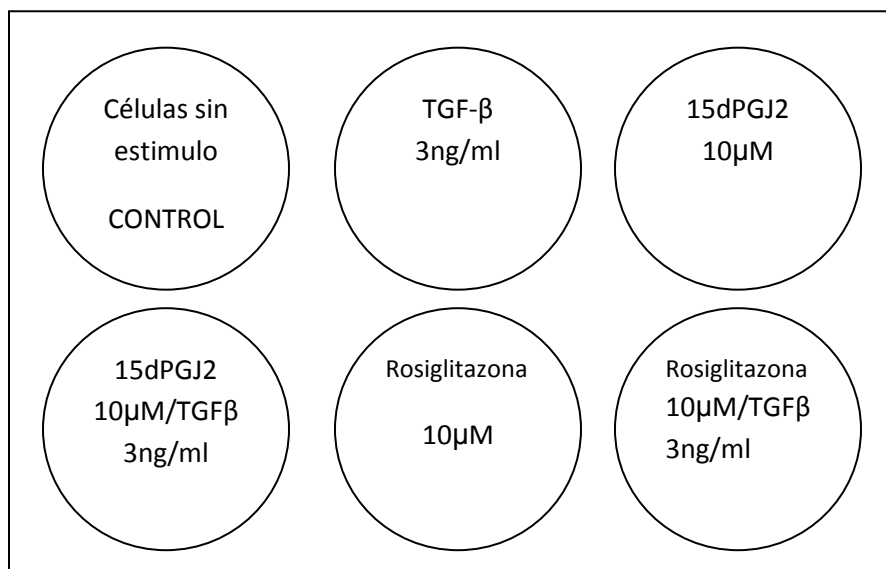 Células sin
estimulo
CONTROL
TGF-β
3ng/ml
15dPGJ2
10µM
15dPGJ2
10µM/TGFβ
3ng/ml
Rosiglitazona
10µM
Rosiglitazona
10µM/TGFβ
3ng/ml